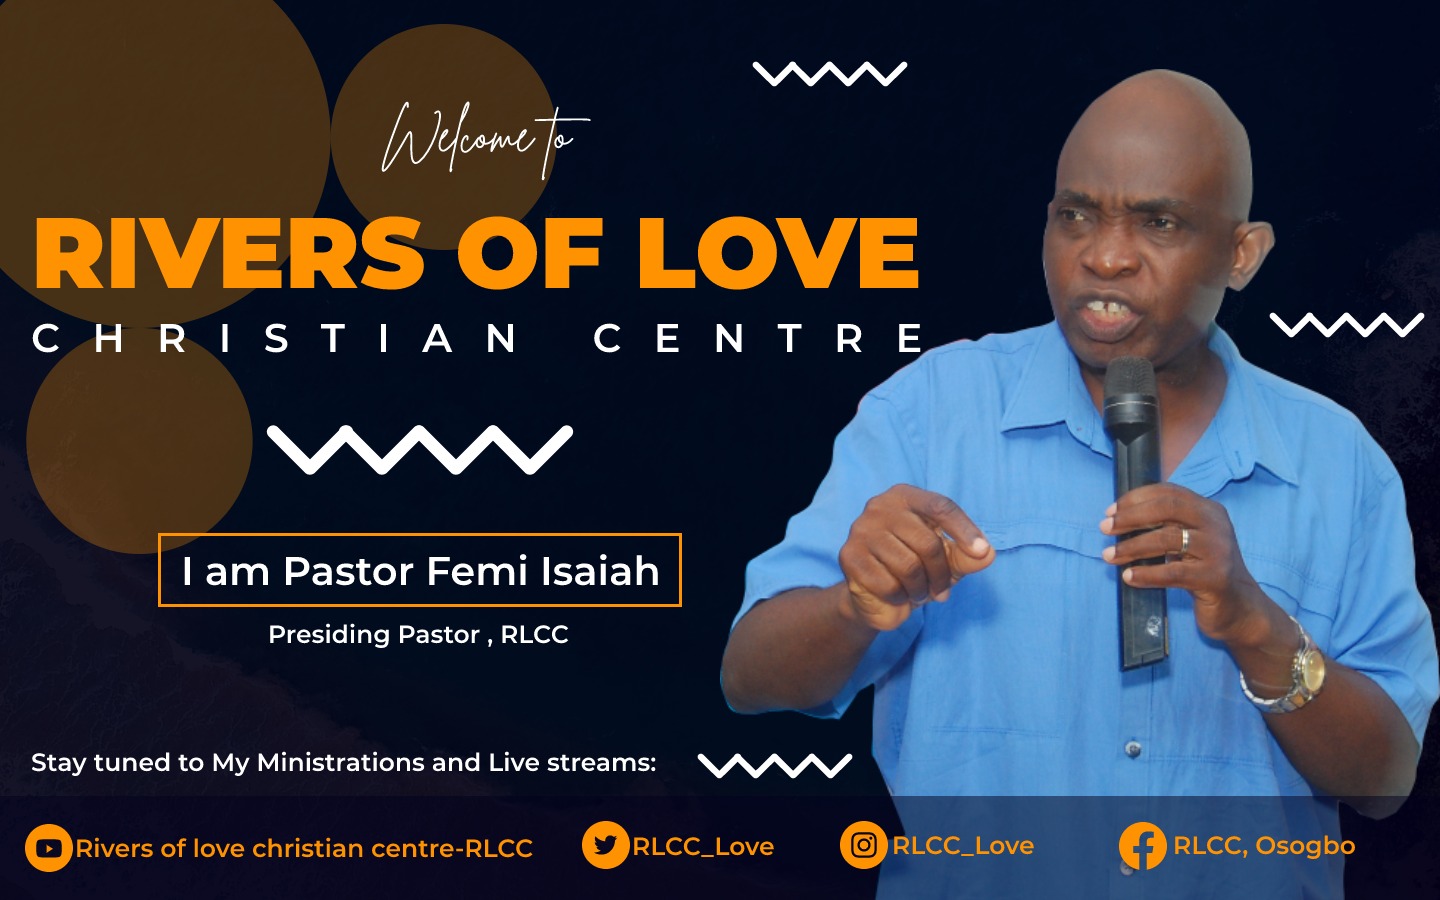 Welcome to
RIVERS OF LOVE
CHRISTIAN CENTRE
I am Pastor Femi Isaiah
Presiding Pastor , RLCC
Stay tuned to My Ministrations and Live streams:
Rivers of love christian centre-RLCC RLCC_Love RLCC_Love RLCC, Osogbo